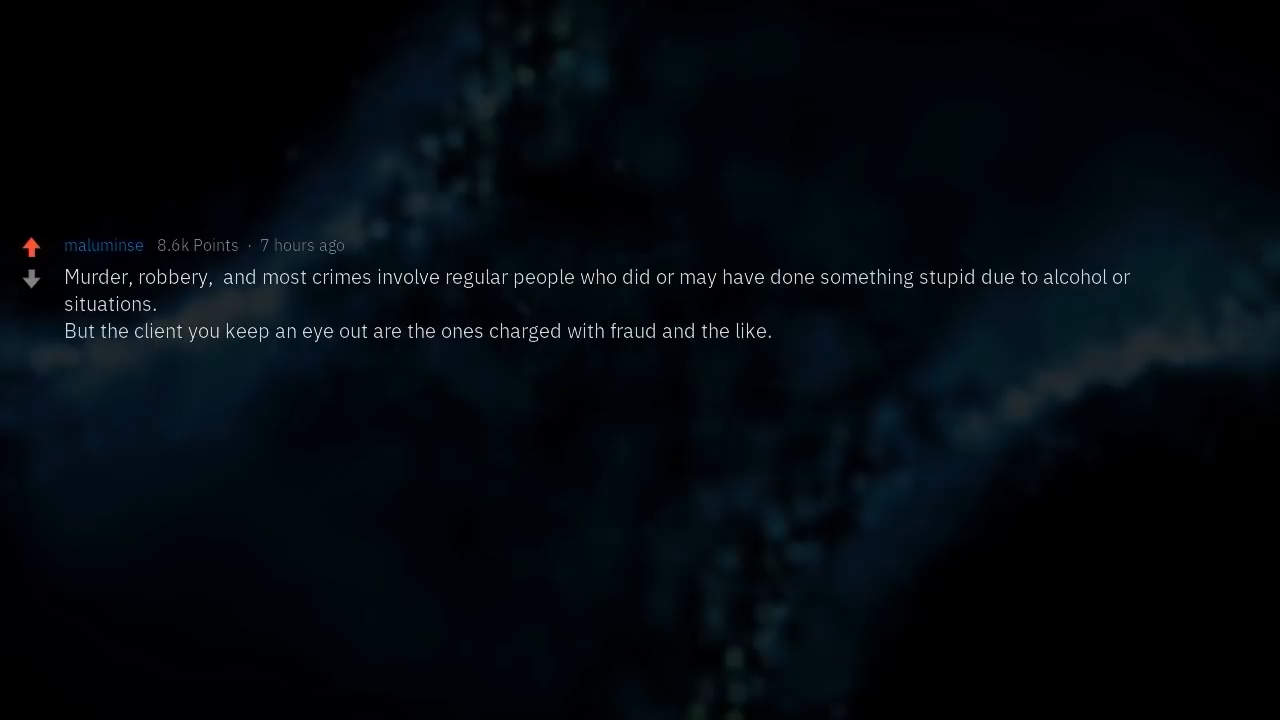 maluminse 8.6k Points · 7 hours ago
Murder, robbery,  and most crimes involve regular people who did or may have done something stupid due to alcohol or
situations.
But the client you keep an eye out are the ones charged with fraud and the like.